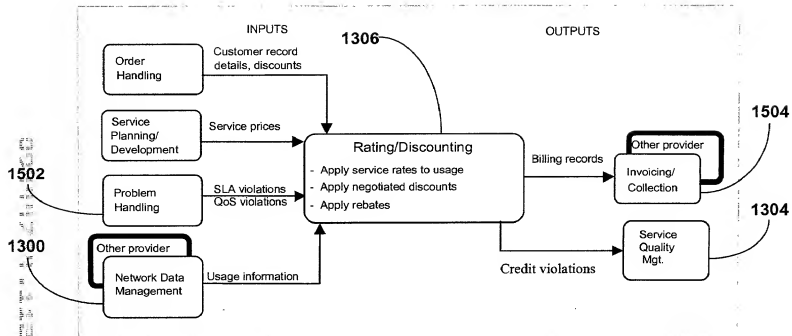 INPUTS
OUTPUTS
1306
Order
Handling
Customer record
details, discounts
Service
Planning/
Development
Service prices
Rating/Discounting
- Apply service rates to usage
- Apply negotiated discounts
- Apply rebates
Billing records
Other provider
Invoicing/
Collection
1504
1502
Problem
Handling
SLA violations
QoS violations
Service
Quality
Mgt.
1304
Credit violations
1300
Other provider
Network Data
Management
Usage information